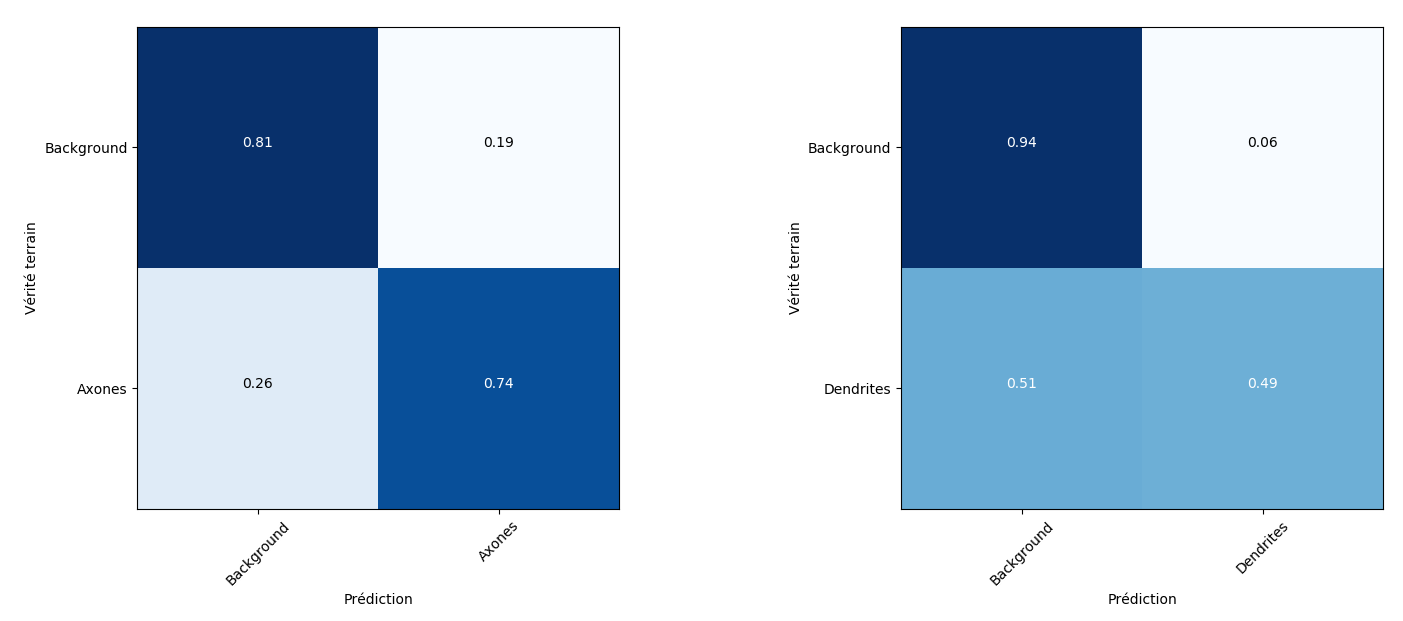 Vérité terrain
Background
0.81
0.19
Axones
0.26
0.74
Background
Axones
Prédiction
Vérité terrain
Background
0.94
0.06
Dendrites
0.51
0.49
Background
Dendrites
Prédiction